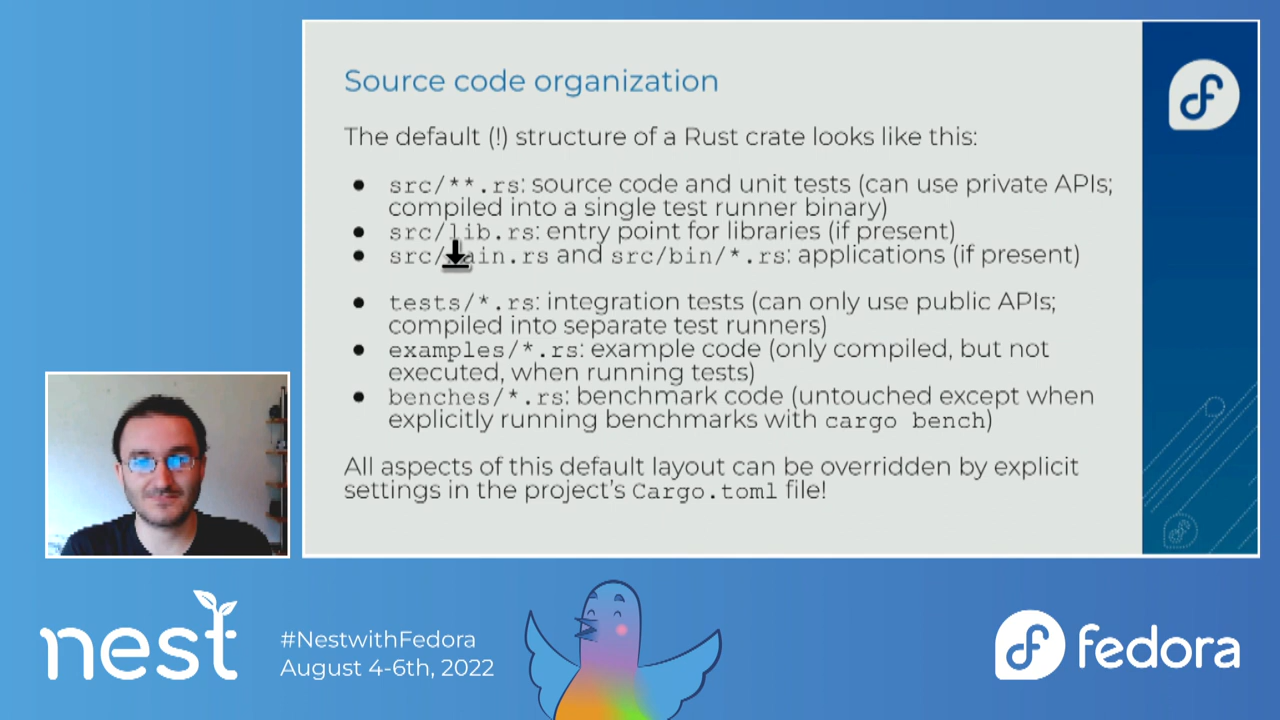 Source code organization
The default (!) structure of a Rust crate looks like this:
● src/**.rs: source code and unit tests (can use private APIs;
compiled into a single test runner binary)
● src/lib.rs: entry point for libraries (if present)
● src/main.rs and src/bin/*.rs: applications (if present)
● tests/*.rs: integration tests (can only use public APIs;
compiled into separate test runners)
● examples/*.rs: example code (only compiled, but not
executed, when running tests)
● benches/*.rs: benchmark code (untouched except when
explicitly running benchmarks with cargo bench)
All aspects of this default layout can be overridden by explicit
settings in the project's Cargo.toml file!
nest
#NestwithFedora
August 4-6th, 2022
fedora